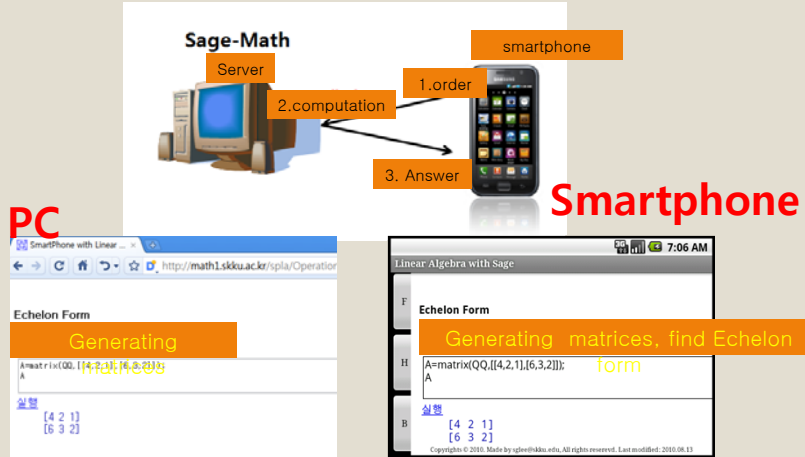 Sage-Math
smartphone
Server
1.order
2.computation
3. Answer
Smartphone
PC
SmartPhone with Linear ...
http://math1.skku.ac.kr/spla/Operation
Echelon Form
Generating
matrices
A=matrix(QQ,[[4,2,1],[6,3,2]]);
A
실행
[4 2 1]
[6 3 2]
3G
7:06 AM
Linear Algebra with Sage
F
Echelon Form
Generating matrices, find Echelon
form
H
A=matrix(QQ,[[4,2,1],[6,3,2]]);
A
실행
[4 2 1]
B
[6 3 2]
Copyrights © 2010. Made by sglee@skku.edu, All rights reserevd. Last modified: 2010.08.13